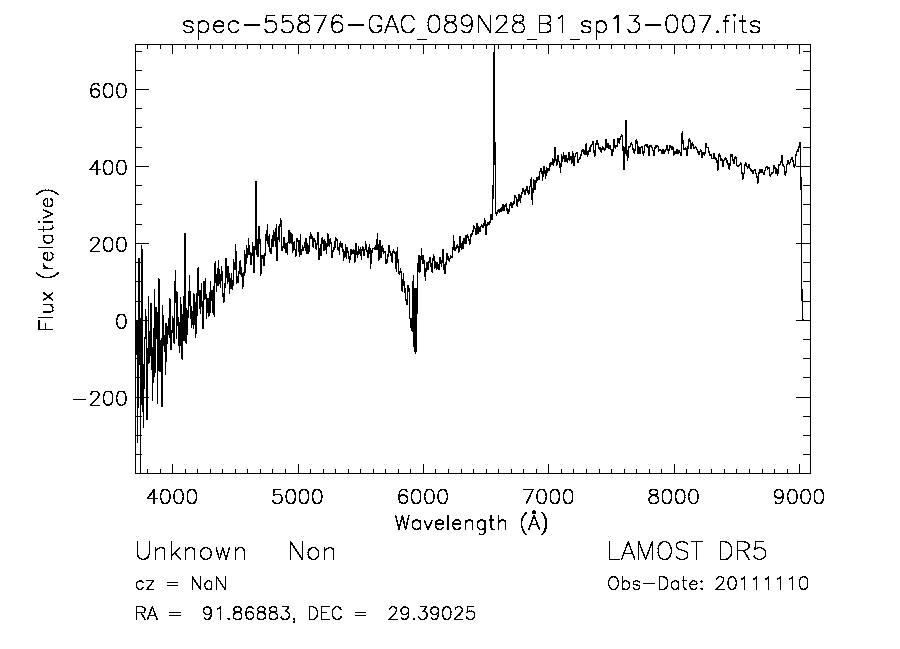 spec-55876-GAC_089N28_B1_sp13-007.fits
600
400
200
0
-200
Flux (relative)
4000 5000 6000 7000 8000 9000
Wavelength (Å)
Unknown Non LAMOST DR5
cz = NaN Obs-Date: 20111110
RA = 91.86883, DEC = 29.39025